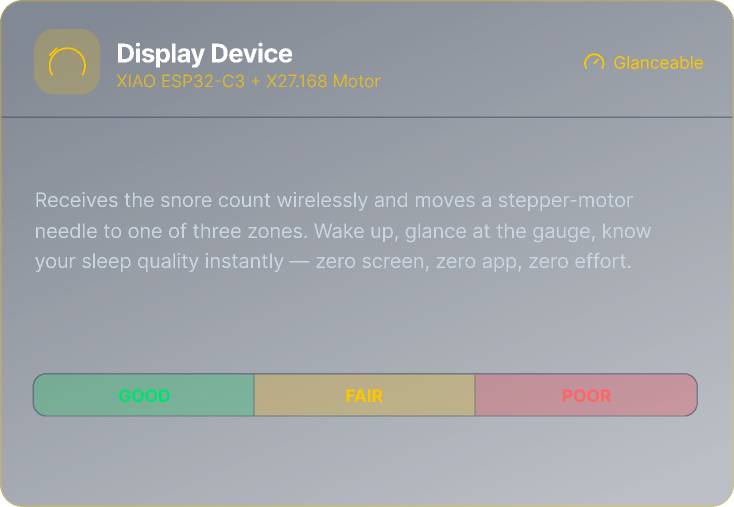 Display Device
XIAO ESP32-C3 + X27.168 Motor
Glanceable
Receives the snore count wirelessly and moves a stepper-motor
needle to one of three zones. Wake up, glance at the gauge, know
your sleep quality instantly — zero screen, zero app, zero effort.
GOOD
FAIR
POOR